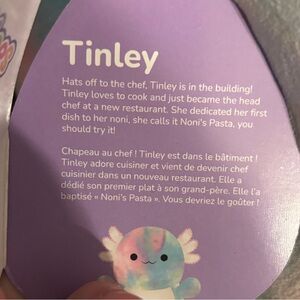 Tinley
Hats off to the chef, Tinley is in the building!
Tinley loves to cook and just became the head
chef at a new restaurant. She dedicated her first
dish to her noni, she calls it Noni's Pasta, you
should try it!
Chapeau au chef ! Tinley est dans le bâtiment !
Tinley adore cuisiner et vient de devenir chef
cuisinier dans un nouveau restaurant. Elle a
dédié son premier plat à son grand-père. Elle l'a
baptisé « Noni's Pasta ». Vous devriez le goûter !